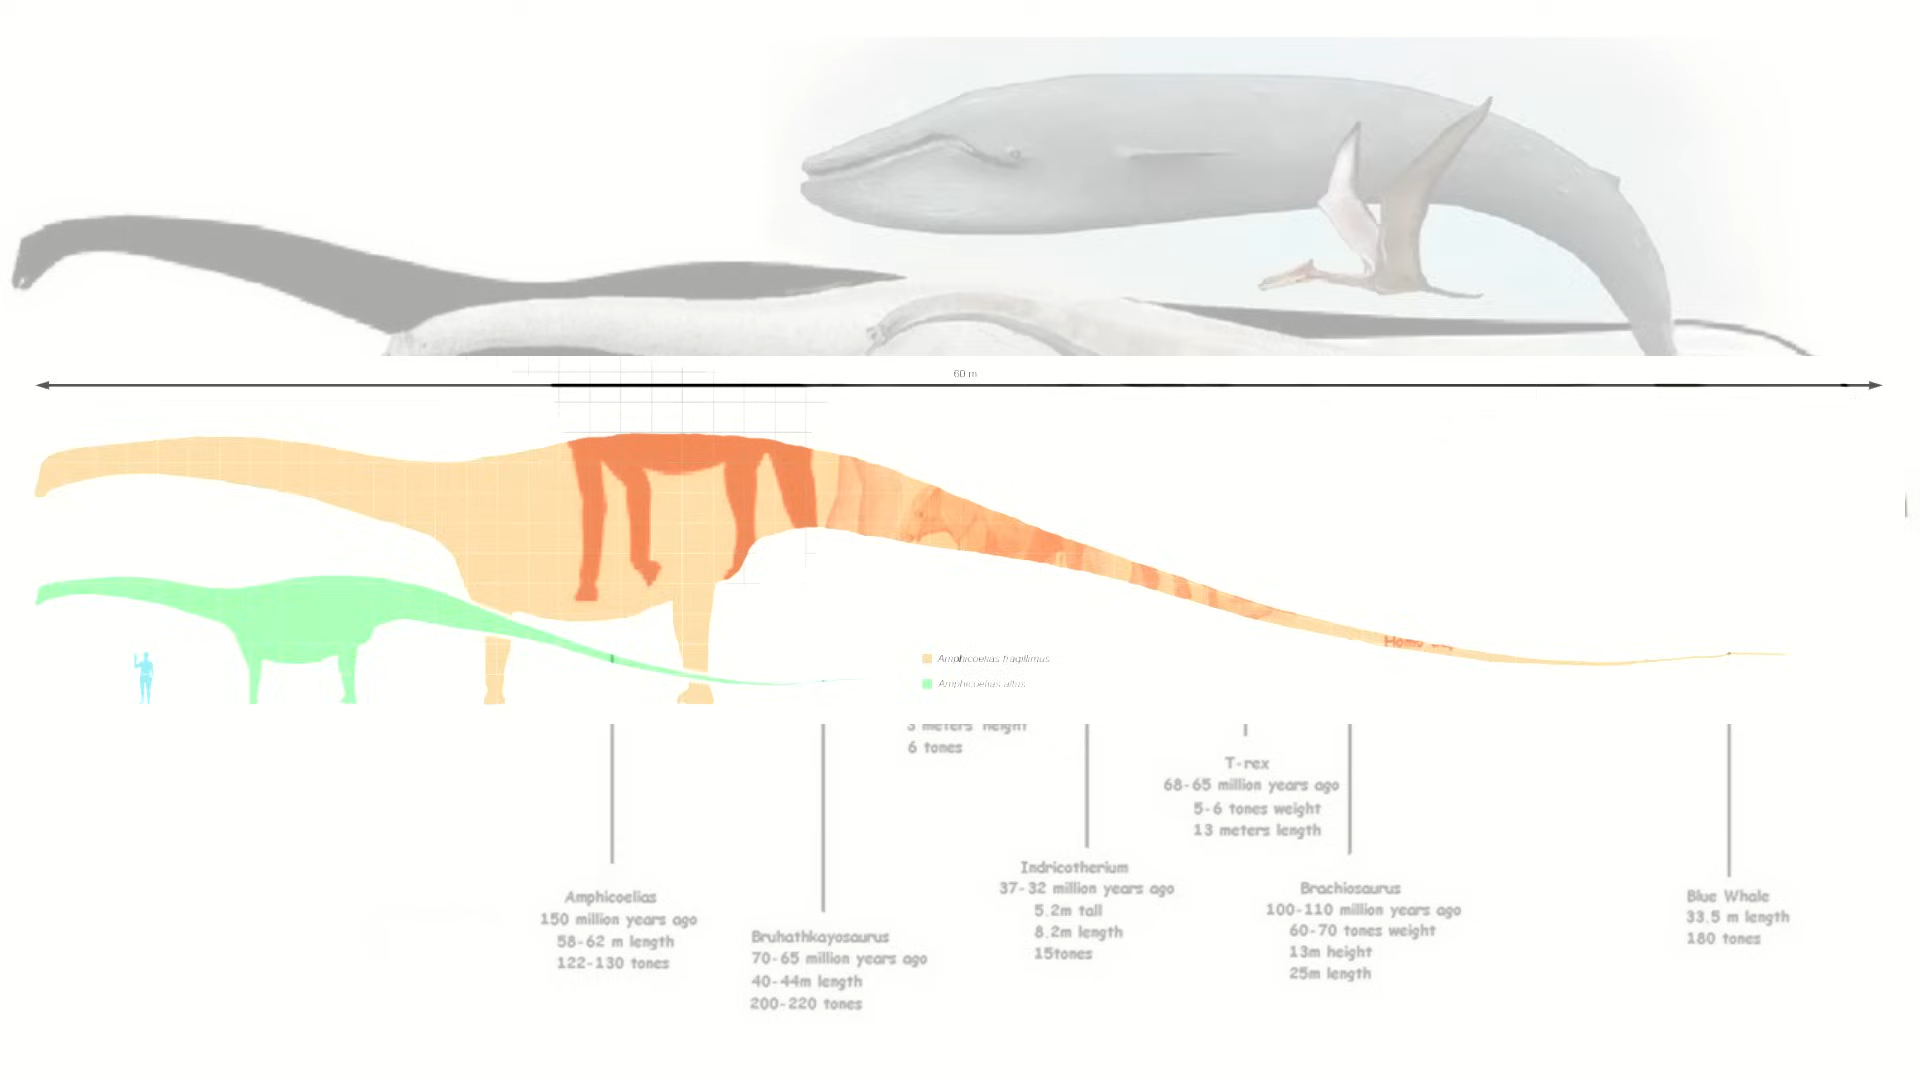 60 m
Amphicoelias fragillimus
Amphicoelias altus
3 meters height
6 tones
T-rex
68-65 million years ago
5-6 tones weight
13 meters length
Indricotherium
37-32 million years ago
5.2m tall
8.2m length
15tones
Brachiosaurus
100-110 million years ago
60-70 tones weight
13m height
25m length
Blue Whale
33.5 m length
180 tones
Amphicoelias
150 million years ago
58-62 m length
122-130 tones
Bruhathkayosaurus
70-65 million years ago
40-44m length
200-220 tones